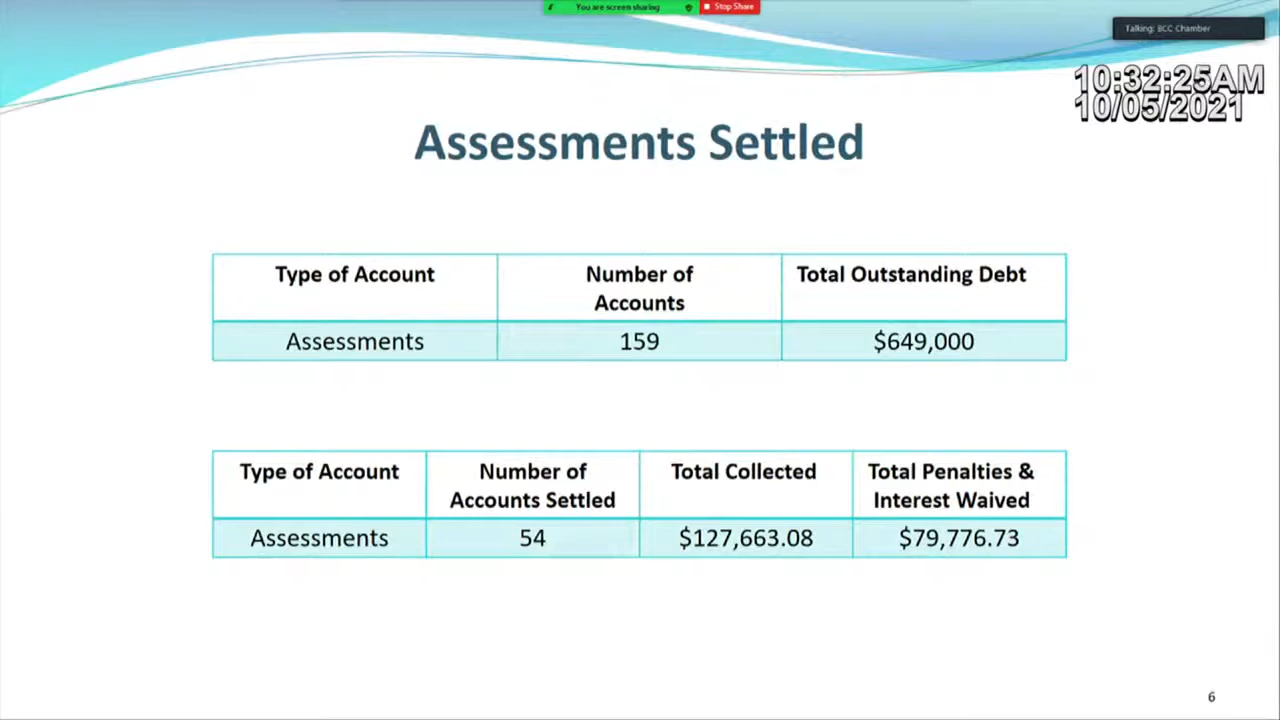 You are screen sharing
Stop Share
Talking: BCC Chamber
10:32:25AM
10/05/2021
Assessments Settled
Type of Account
Number of
Accounts
Total Outstanding Debt
Assessments
159
$649,000
Type of Account
Number of
Accounts Settled
Total Collected
Total Penalties &
Interest Waived
Assessments
54
$127,663.08
$79,776.73
6